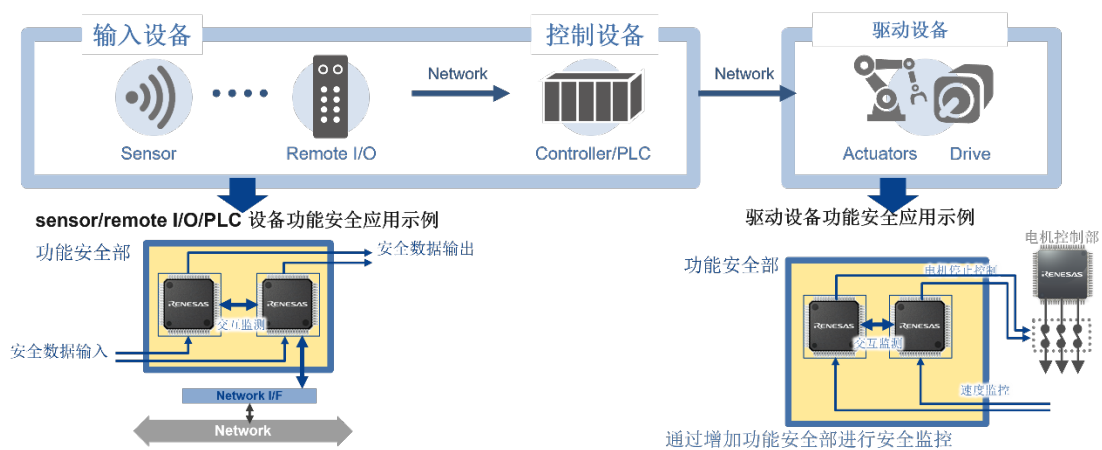 输入设备
控制设备
驱动设备
Network
Network
Sensor
Remote I/O
Controller/PLC
Actuators
Drive
sensor/remote I/O/PLC 设备功能安全应用示例
驱动设备功能安全应用示例
功能安全部
安全数据输出
RENESAS
RENESAS
交互监测
安全数据输入
Network I/F
Network
电机控制部
功能安全部
电机停止控制
RENESAS
RENESAS
RENESAS
交互监测
速度监控
通过增加功能安全部进行安全监控